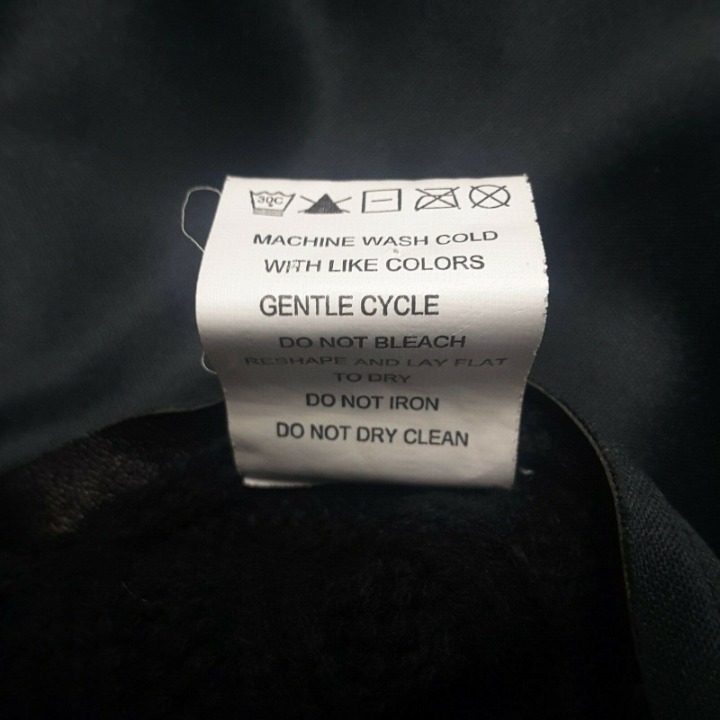 30C
MACHINE WASH COLD
WITH LIKE COLORS
GENTLE CYCLE
DO NOT BLEACH
RESHAPE AND LAY FLAT
TO DRY
DO NOT IRON
DO NOT DRY CLEAN